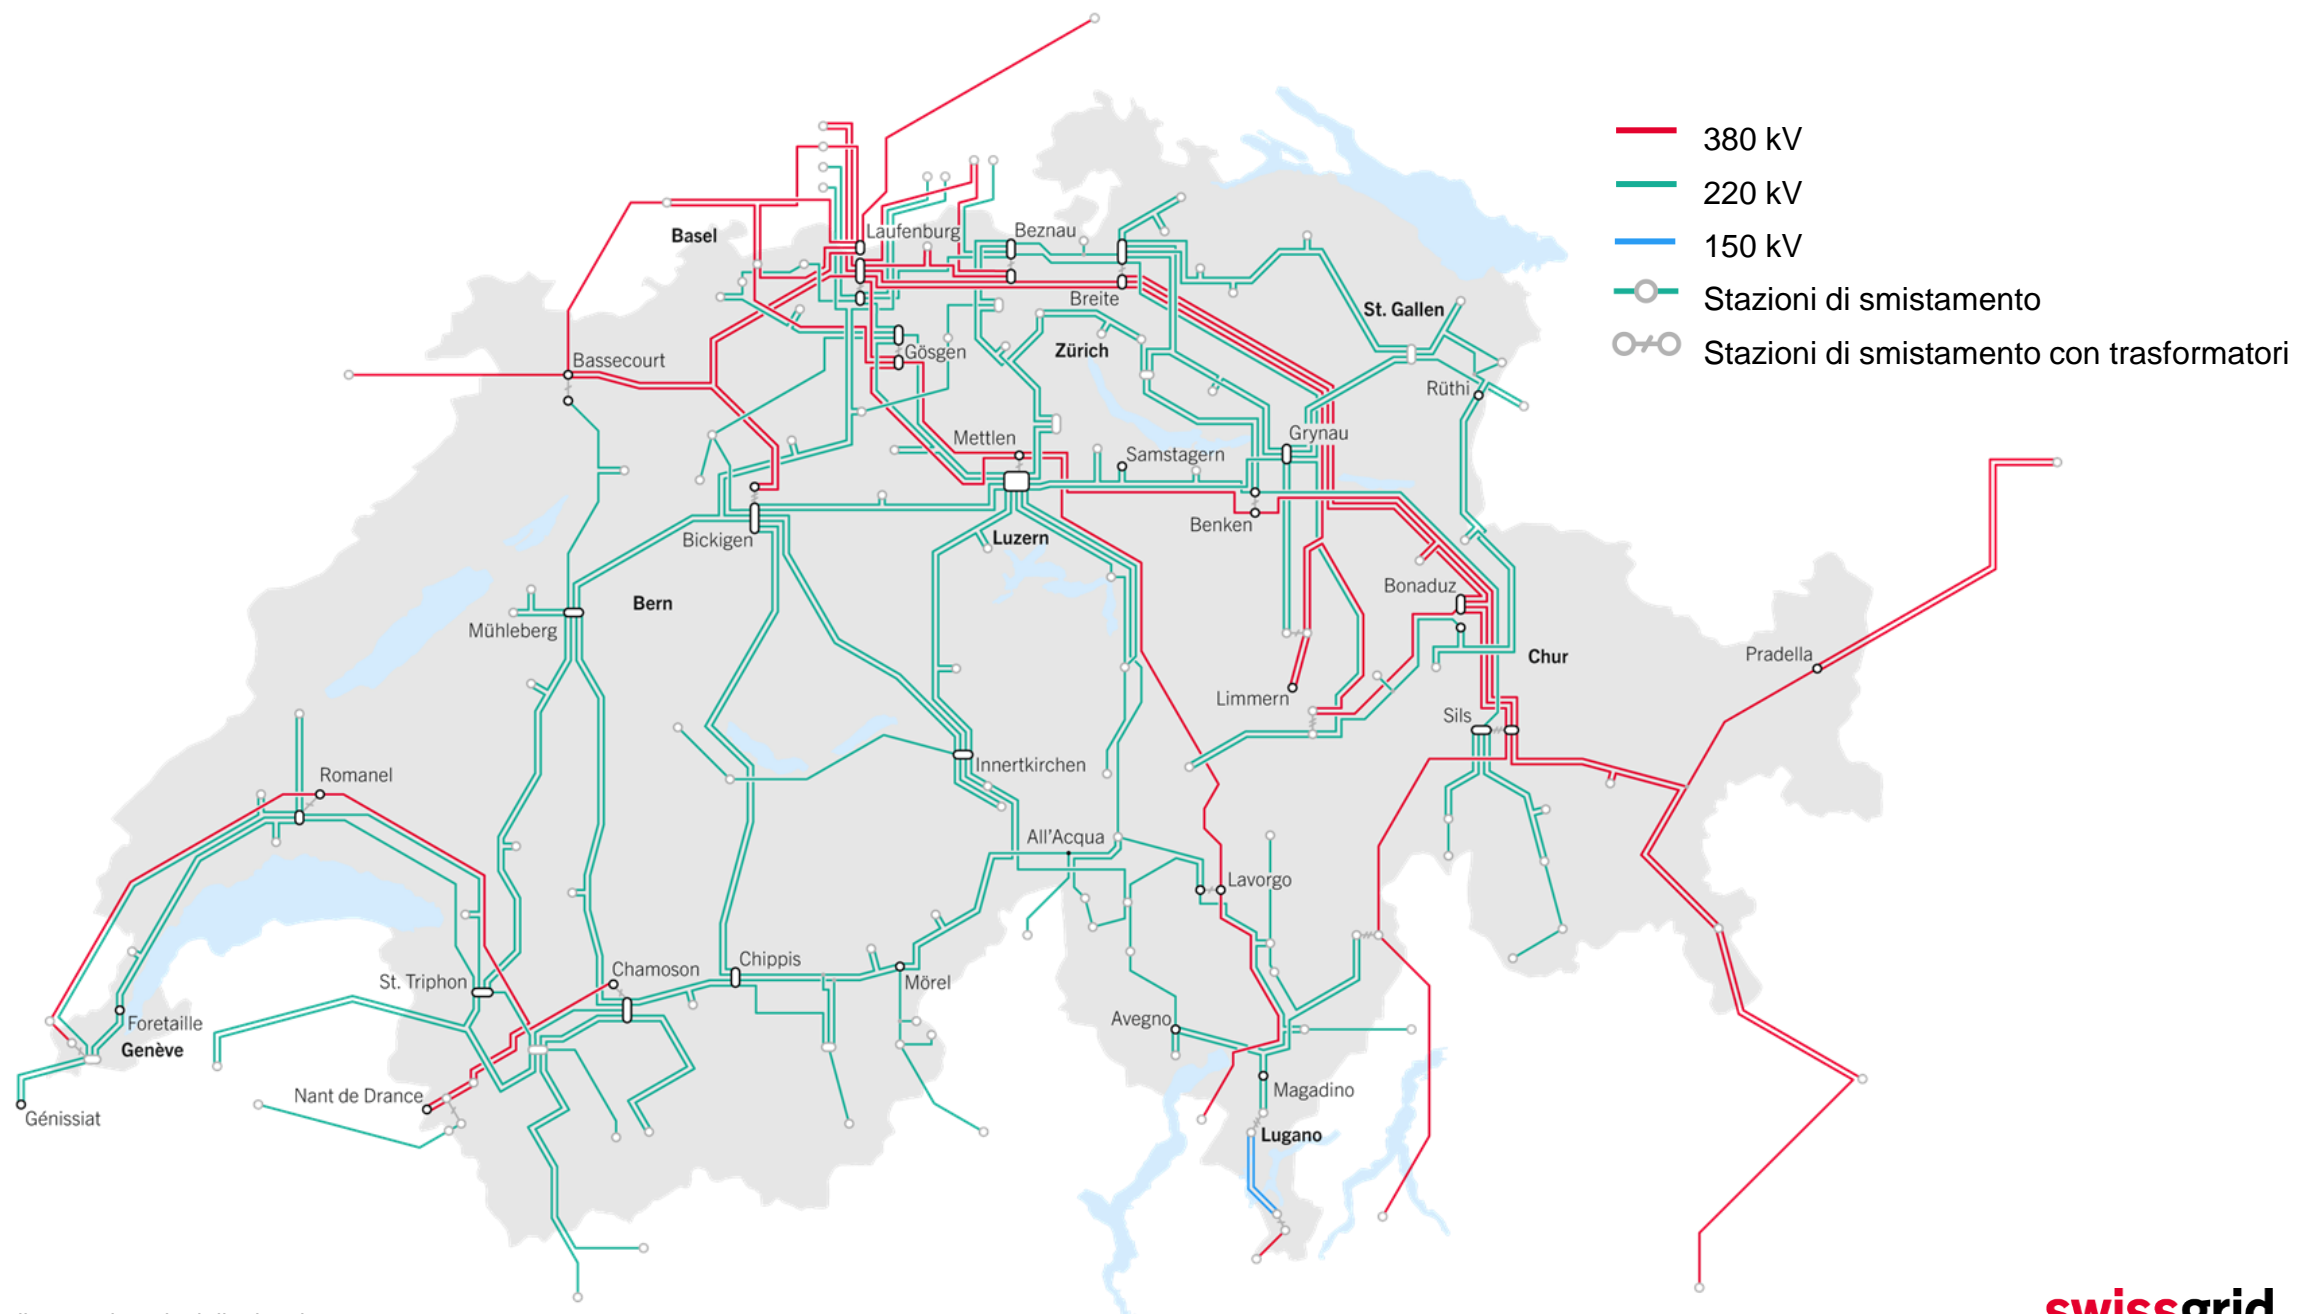 380 kV
220 kV
150 kV
Stazioni di smistamento
Stazioni di smistamento con trasformatori
Basel
Laufenburg
Beznau
Breite
St. Gallen
Zürich
Gösgen
Bassecourt
Rüthi
Grynau
Mettlen
Samstagern
Benken
Luzern
Bickigen
Bern
Mühleberg
Bonaduz
Chur
Pradella
Limmern
Sils
Innertkirchen
Romanel
All'Acqua
Lavorgo
Chippis
Chamoson
St. Triphon
Mörel
Foretaille
Genève
Avegno
Magadino
Nant de Drance
Génissiat
Lugano
swissgrid